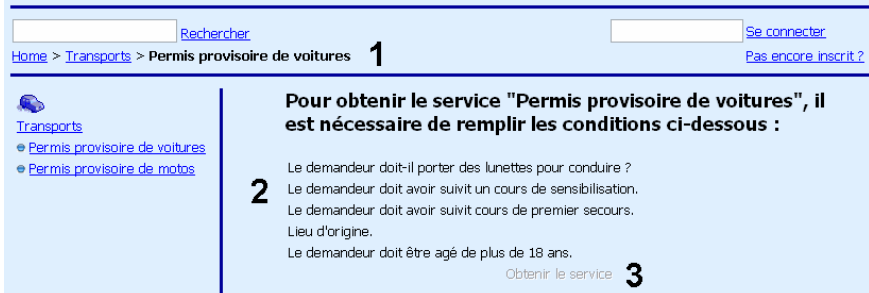 Rechercher
Se connecter
Home > Transports > Permis provisoire de voitures 1
Pas encore inscrit ?
Transports
Permis provisoire de voitures
Permis provisoire de motos
Pour obtenir le service "Permis provisoire de voitures", il
est nécessaire de remplir les conditions ci-dessous :
Le demandeur doit-il porter des lunettes pour conduire ?
2
Le demandeur doit avoir suivit un cours de sensibilisation.
Le demandeur doit avoir suivit cours de premier secours.
Lieu d'origine.
Le demandeur doit être agé de plus de 18 ans.
Obtenir le service 3